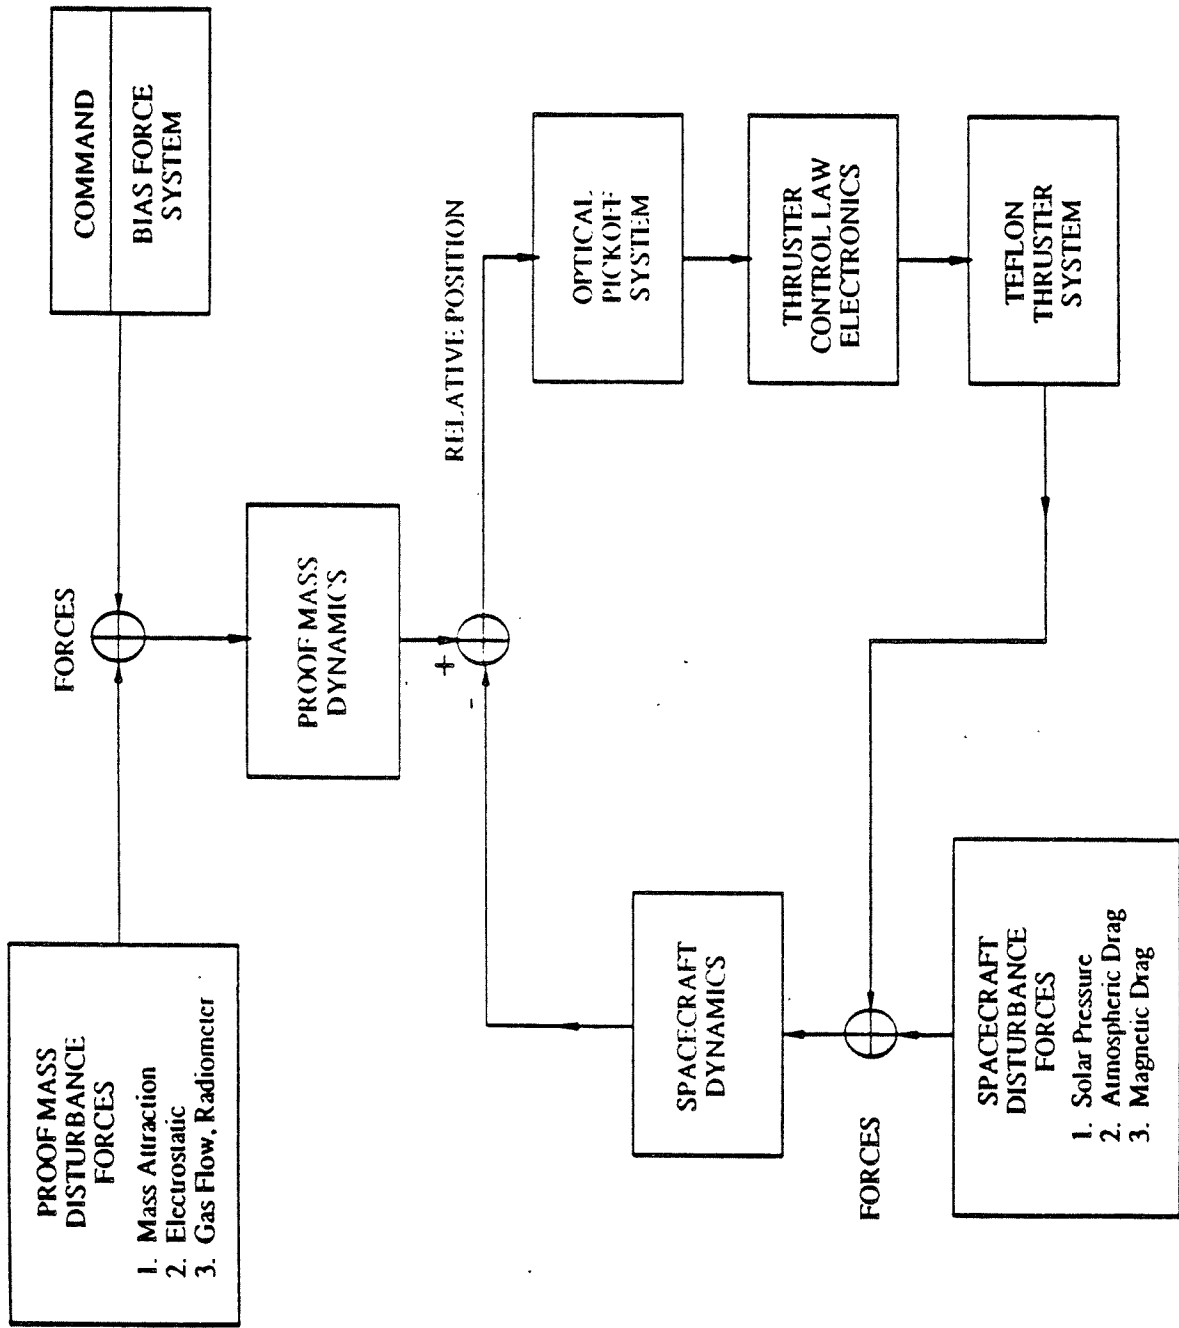 PROOF MASS
DISTURBANCE
FORCES
1. Mass Attraction
2. Electrostatic
3. Gas Flow, Radiometer
FORCES
COMMAND
BIAS FORCE
SYSTEM
PROOF MASS
DYNAMICS
+
-
RELATIVE POSITION
SPACECRAFT
DYNAMICS
OPTICAL
PICKOFF
SYSTEM
THRUSTER
CONTROL LAW
ELECTRONICS
FORCES
SPACECRAFT
DISTURBANCE
FORCES
1. Solar Pressure
2. Atmospheric Drag
3. Magnetic Drag
TEFLON
THRUSTER
SYSTEM